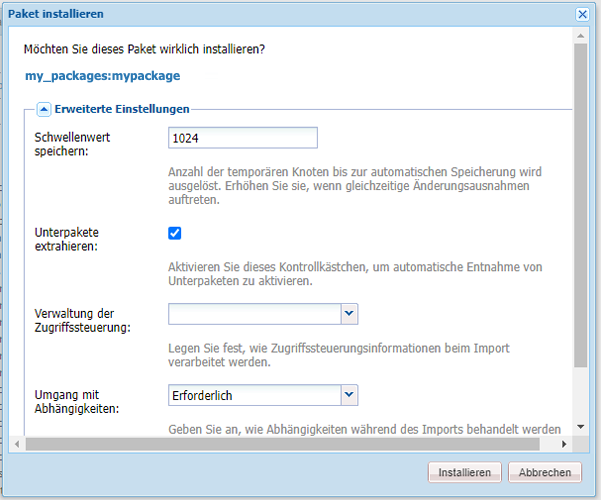 Paket installieren
Möchten Sie dieses Paket wirklich installieren?
my_packages:mypackage
Erweiterte Einstellungen
Schwellenwert
speichern:
1024
Anzahl der temporären Knoten bis zur automatischen Speicherung wird
ausgelöst. Erhöhen Sie sie, wenn gleichzeitige Änderungsausnahmen
auftreten.
Unterpakete
extrahieren:
Aktivieren Sie dieses Kontrollkästchen, um automatische Entnahme von
Unterpaketen zu aktivieren.
Verwaltung der
Zugriffssteuerung:
Legen Sie fest, wie Zugriffssteuerungsinformationen beim Import
verarbeitet werden.
Umgang mit
Abhängigkeiten:
Erforderlich
Geben Sie an, wie Abhängigkeiten während des Imports behandelt werden
Installieren
Abbrechen